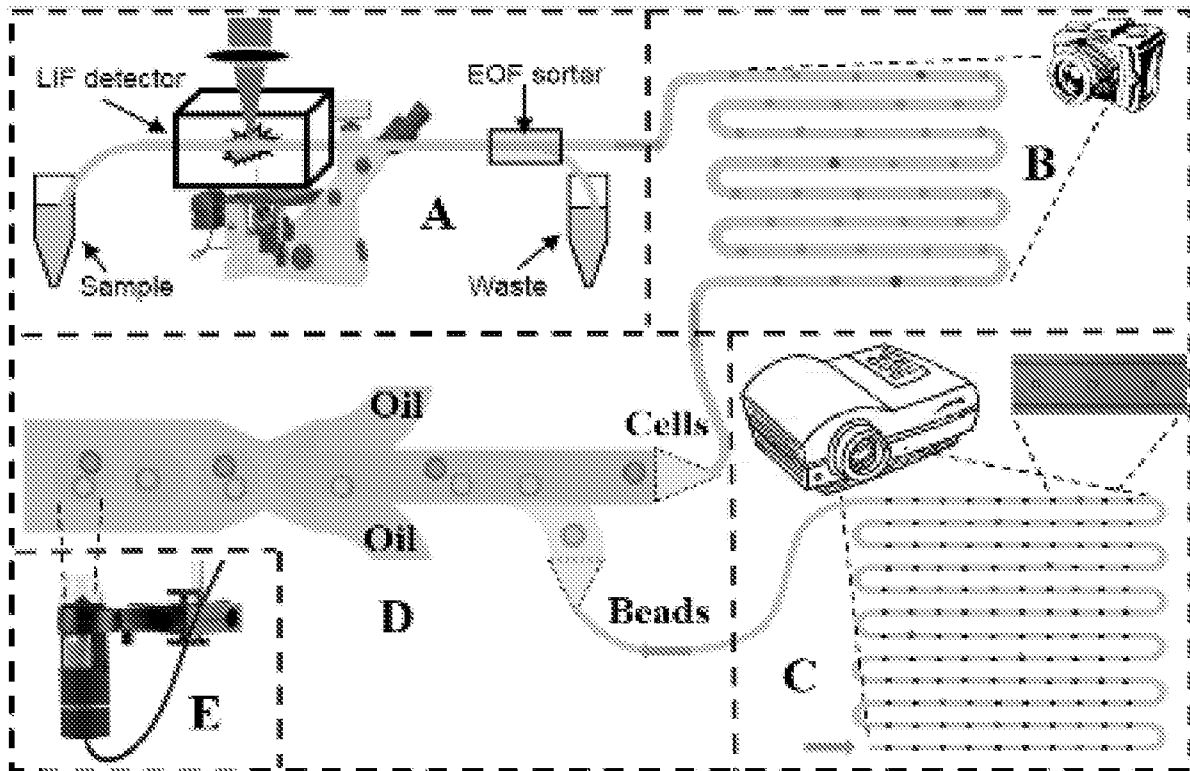 LIF detector
EOF sorter
B
A
Sample
Waste
Oil
Cells
Oil
Beads
D
C
E